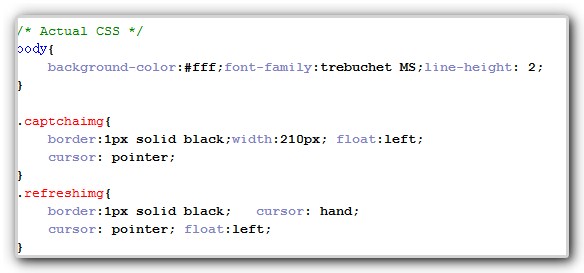 /* Actual CSS */
body{
    background-color:#fff;font-family:trebuchet MS;line-height: 2;
}

.captchaimg{
    border:1px solid black;width:210px; float:left;
    cursor: pointer;
}
.refreshimg{
    border:1px solid black;   cursor: hand;
    cursor: pointer; float:left;
}